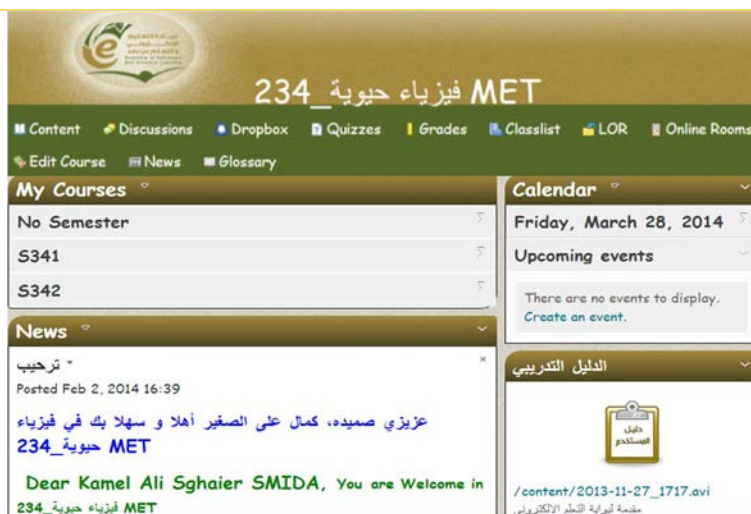 MET فيزياء حيوية_234
Content Discussions Dropbox Quizzes Grades Classlist LOR Online Rooms
Edit Course News Glossary
My Courses
No Semester
S341
S342
News
ترحيب
Posted Feb 2, 2014 16:39
عزيزي صميده، كمال على الصغير أهلا و سهلا بك في فيزياء
MET حيوية_234
Dear Kamel Ali Sghaier SMIDA, You are Welcome in
MET فيزياء حيوية_234
Calendar
Friday, March 28, 2014
Upcoming events
There are no events to display.
Create an event.
الدليل التدريبي
دليل
المستخدم
/content/2013-11-27_1717.avi
مقدمة لبوابة التعلم الالكتروني